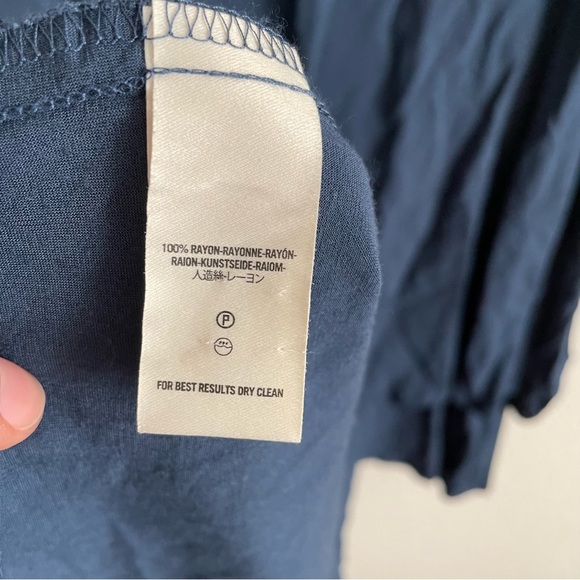 100% RAYON-RAYONNE-RAYÓN-
RAION-KUNSTSEIDE-RAIOM-
人造絲-レーヨン
P
FOR BEST RESULTS DRY CLEAN